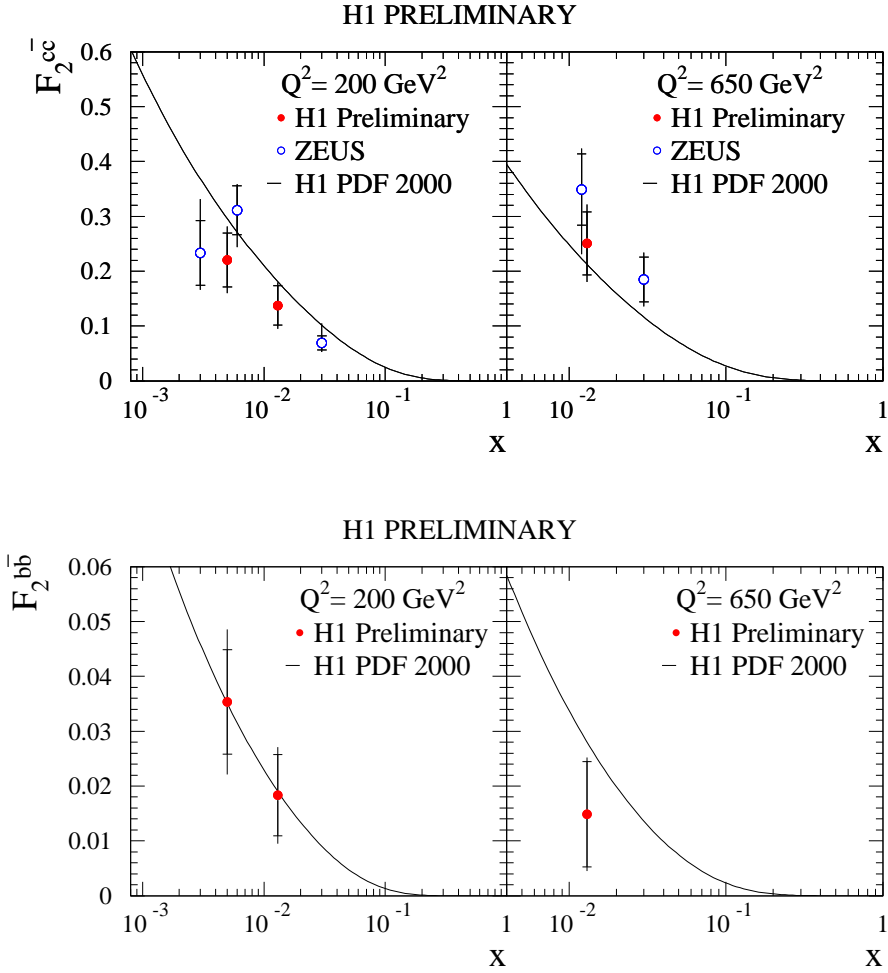 H1 PRELIMINARY
F₂^cc̄
0.6
0.5
0.4
0.3
0.2
0.1
0
Q²= 200 GeV²
H1 Preliminary
ZEUS
H1 PDF 2000
Q²= 650 GeV²
H1 Preliminary
ZEUS
H1 PDF 2000
10⁻³ 10⁻² 10⁻¹ 1 10⁻² 10⁻¹ 1
x x
H1 PRELIMINARY
F₂^bb̄
0.06
0.05
0.04
0.03
0.02
0.01
0
Q²= 200 GeV²
H1 Preliminary
H1 PDF 2000
Q²= 650 GeV²
H1 Preliminary
H1 PDF 2000
10⁻³ 10⁻² 10⁻¹ 1 10⁻² 10⁻¹ 1
x x